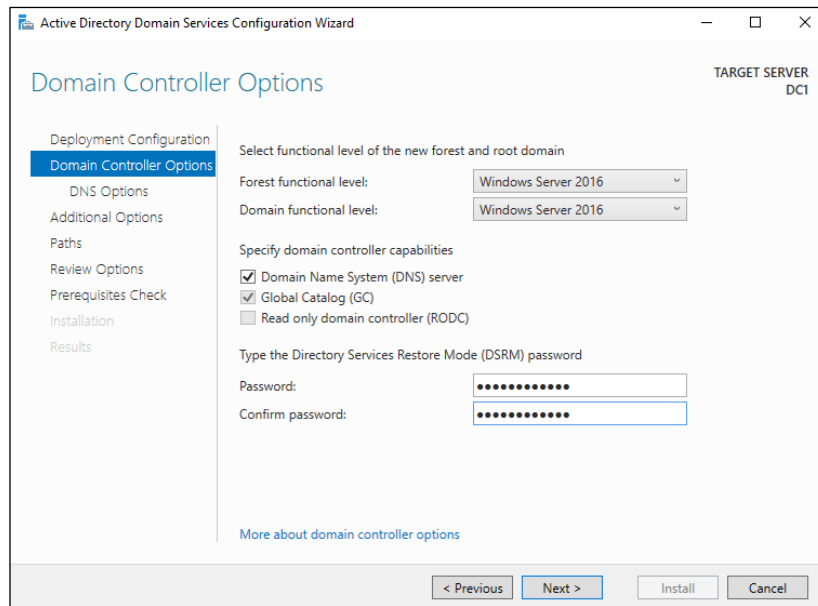 Active Directory Domain Services Configuration Wizard
Domain Controller Options
TARGET SERVER
DC1
Deployment Configuration
Domain Controller Options
DNS Options
Additional Options
Paths
Review Options
Prerequisites Check
Installation
Results
Select functional level of the new forest and root domain
Forest functional level: Windows Server 2016
Domain functional level: Windows Server 2016
Specify domain controller capabilities
Domain Name System (DNS) server
Global Catalog (GC)
Read only domain controller (RODC)
Type the Directory Services Restore Mode (DSRM) password
Password: ●●●●●●●●●●●●
Confirm password: ●●●●●●●●●●●●
More about domain controller options
< Previous Next > Install Cancel